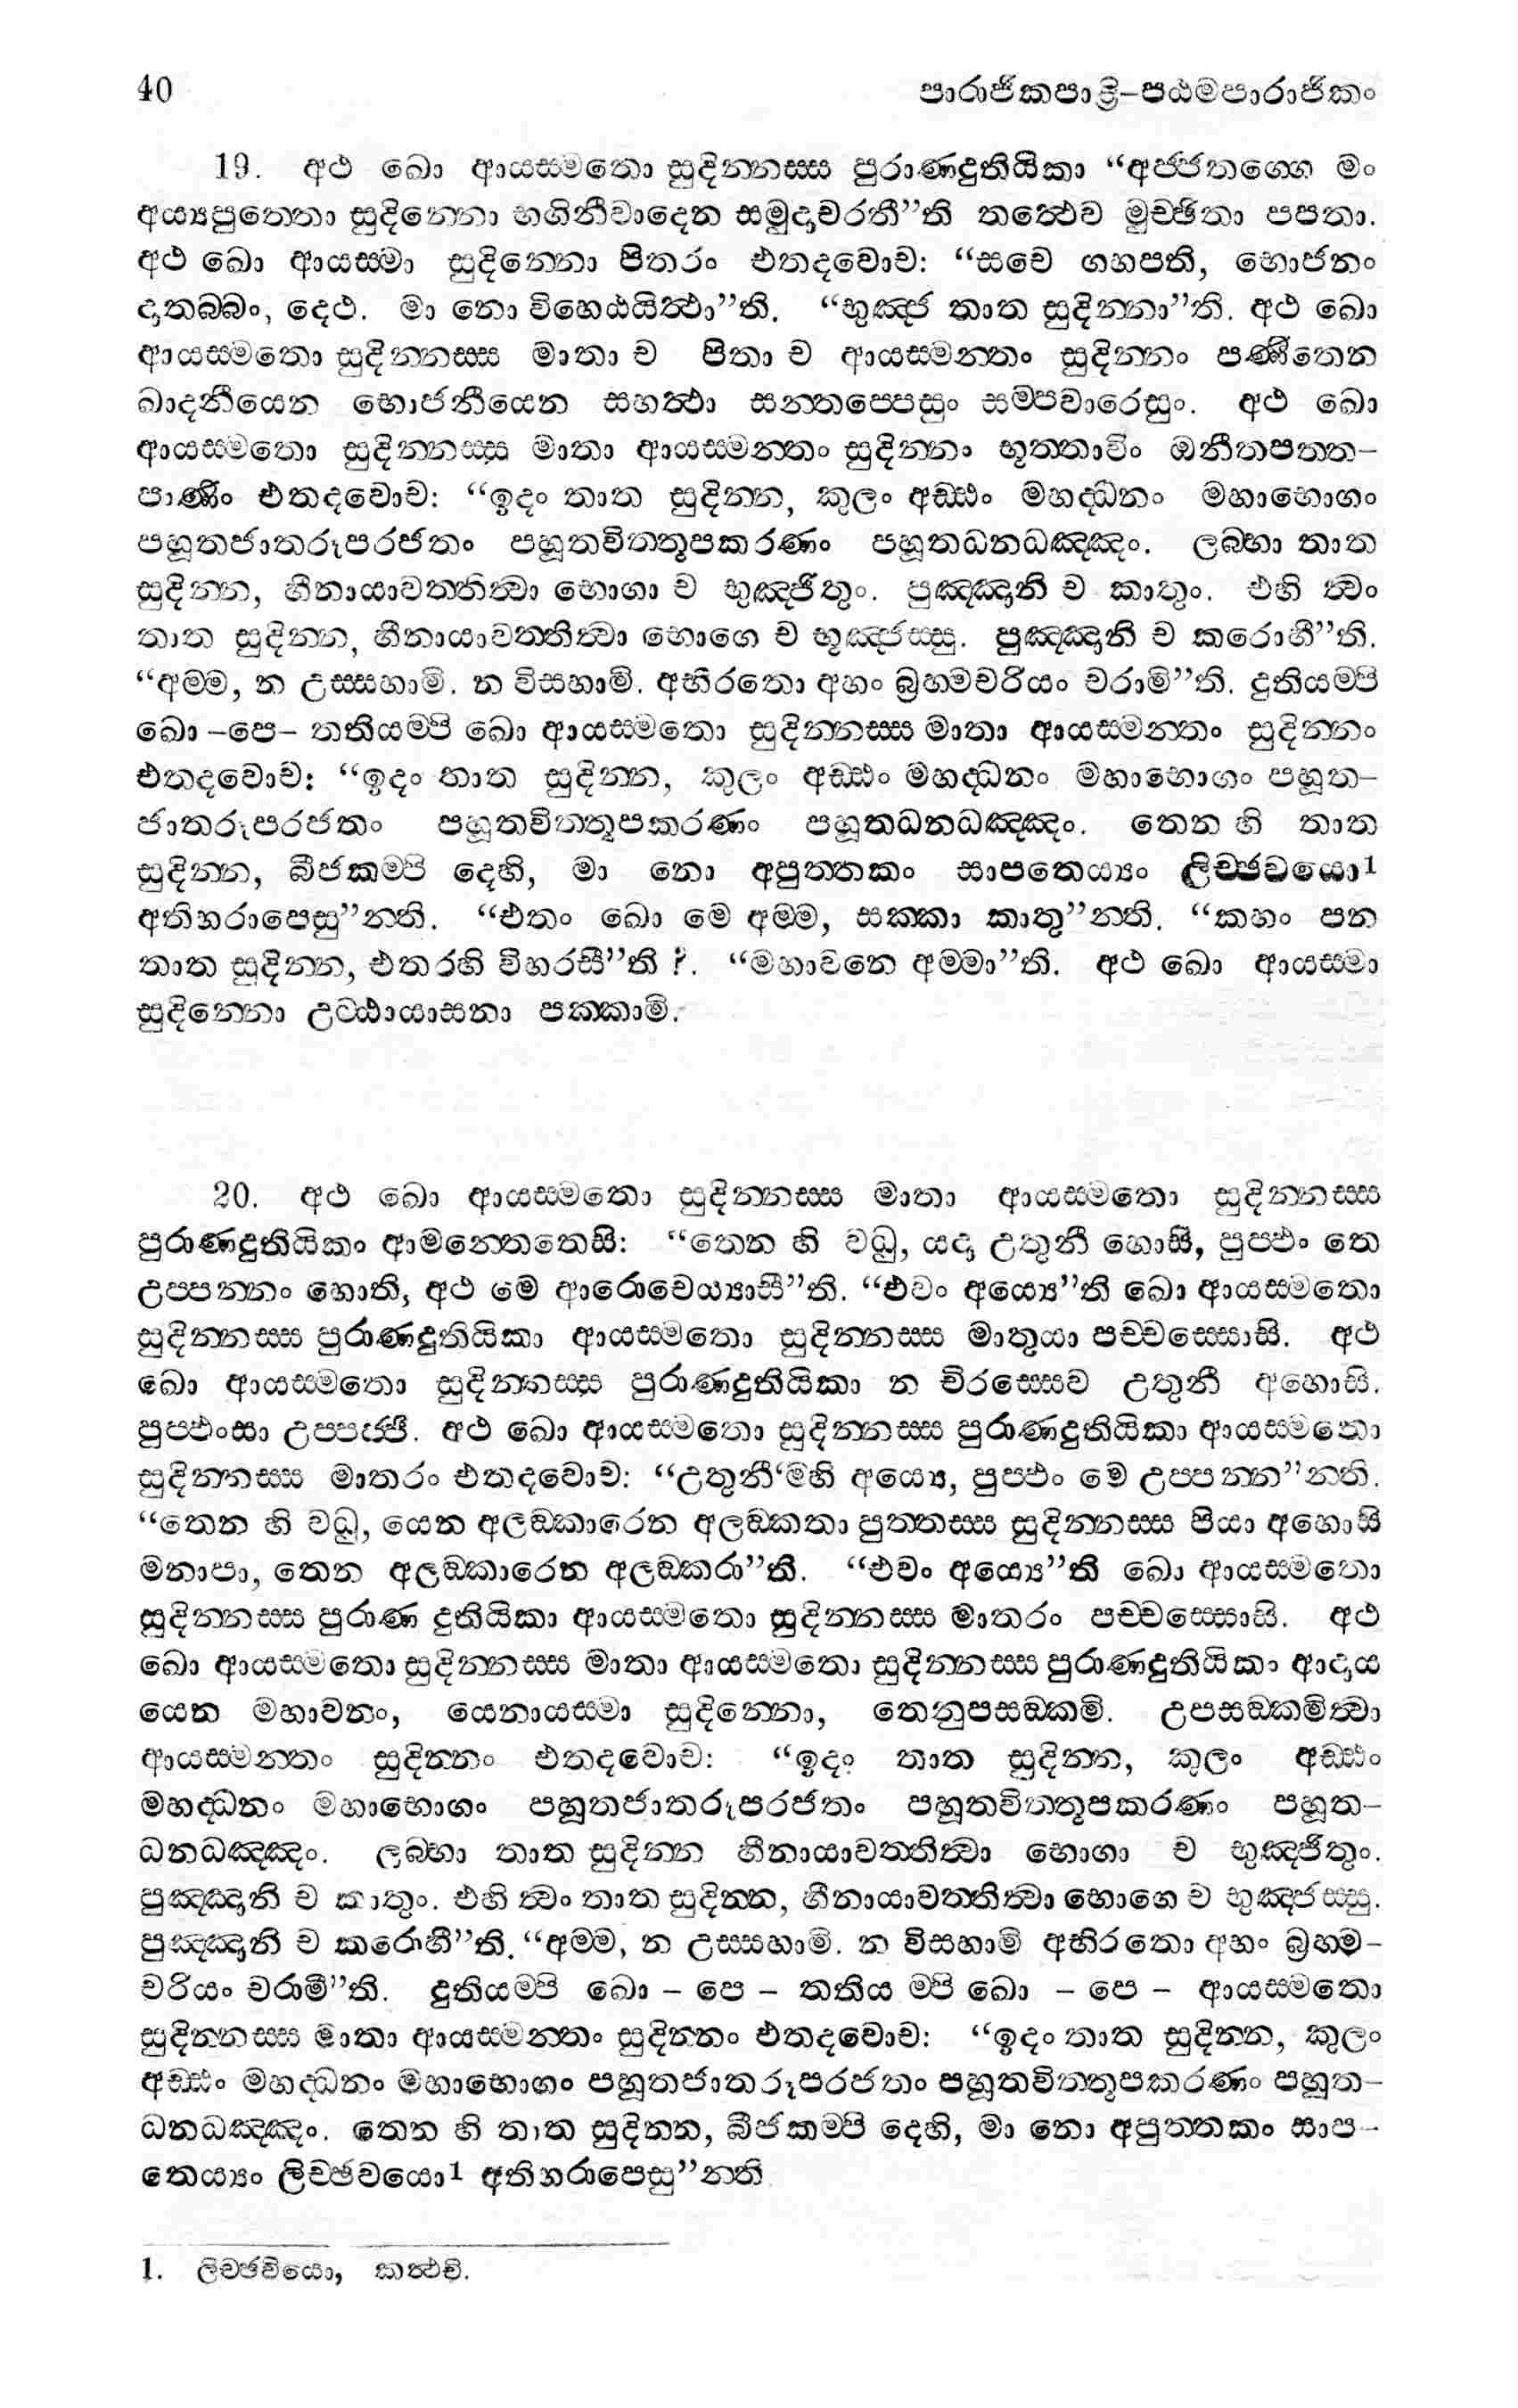 40 පාරාජිකපාළි–පඨමපාරාජිකං
19. අථ ඛො ආයස්මතො සුදින්නස්ස පුරාණදුතියිකා “අජ්ජතග්ගෙ මං
අය්‍යපුත්තො සුදින්නො භගිනීවාදෙන සමුදාචරතී”ති තත්ථෙව මුච්ඡිතා පපතා.
අථ ඛො ආයස්මා සුදින්නො පිතරං එතදවොච: “සචෙ ගහපති, භොජනං
දාතබ්බං, දෙථ. මා නො විහෙඨයිත්ථා”ති. “භුඤ්ජ තාත සුදින්නා”ති. අථ ඛො
ආයස්මතො සුදින්නස්ස මාතා ච පිතා ච ආයස්මන්තං සුදින්නං පණීතෙන
ඛාදනීයෙන භොජනීයෙන සහත්ථා සන්තප්පෙසුං සම්පවාරෙසුං. අථ ඛො
ආයස්මතො සුදින්නස්ස මාතා ආයස්මන්තං සුදින්නං භුත්තාවිං ඔනීතපත්ත–
පාණිං එතදවොච: “ඉදං තාත සුදින්න, කුලං අඩ්ඪං මහද්ධනං මහාභොගං
පහූතජාතරූපරජතං පහූතවිත්තූපකරණං පහූතධනධඤ්ඤං. ලබ්භා තාත
සුදින්න, හීනායාවත්තිත්වා භොගා ච භුඤ්ජිතුං. පුඤ්ඤානි ච කාතුං. එහි ත්වං
තාත සුදින්න, හීනායාවත්තිත්වා භොගෙ ච භූඤ්ජස්සු. පුඤ්ඤානි ච කරොහී”ති.
“අම්ම, න උස්සහාමි. න විසහාමි. අභිරතො අහං බ්‍රහ්මචරියං චරාමි”ති. දුතියම්පි
ඛො –පෙ– තතියම්පි ඛො ආයස්මතො සුදින්නස්ස මාතා ආයස්මන්තං සුදින්නං
එතදවොච: “ඉදං තාත සුදින්න, කුලං අඩ්ඪං මහද්ධනං මහාභොගං පහූත–
ජාතරූපරජතං පහූතවිත්තූපකරණං පහූතධනධඤ්ඤං. තෙන හි තාත
සුදින්න, බීජකම්පි දෙහි, මා නො අපුත්තකං සාපතෙය්‍යං ලිච්ඡවයො1
අතිහරාපෙසු”න්ති. “එතං ඛො මෙ අම්ම, සක්කා කාතු”න්ති. “කහං පන
තාත සුදින්න, එතරහි විහරසී”ති ?. “මහාවනෙ අම්මා”ති. අථ ඛො ආයස්මා
සුදින්නො උට්ඨායාසනා පක්කාමි.
20. අථ ඛො ආයස්මතො සුදින්නස්ස මාතා ආයස්මතො සුදින්නස්ස
පුරාණදුතියිකං ආමන්තෙසි: “තෙන හි වධු, යදා උතුනී හොසි, පුප්ඵං තෙ
උප්පන්නං හොති, අථ මෙ ආරොචෙය්‍යාසී”ති. “එවං අය්‍යෙ”ති ඛො ආයස්මතො
සුදින්නස්ස පුරාණදුතියිකා ආයස්මතො සුදින්නස්ස මාතුයා පච්චස්සොසි. අථ
ඛො ආයස්මතො සුදින්නස්ස පුරාණදුතියිකා න චිරස්සෙව උතුනී අහොසි.
පුප්ඵංසා උප්පජ්ජි. අථ ඛො ආයස්මතො සුදින්නස්ස පුරාණදුතියිකා ආයස්මතො
සුදින්නස්ස මාතරං එතදවොච: “උතුනී‘ම්හි අය්‍යෙ, පුප්ඵං මෙ උප්පන්න”න්ති.
“තෙන හි වධු, යෙන අලඞ්කාරෙන අලඞ්කතා පුත්තස්ස සුදින්නස්ස පියා අහොසි
මනාපා, තෙන අලඞ්කාරෙන අලඞ්කරා”ති. “එවං අය්‍යෙ”ති ඛො ආයස්මතො
සුදින්නස්ස පුරාණ දුතියිකා ආයස්මතො සුදින්නස්ස මාතරං පච්චස්සොසි. අථ
ඛො ආයස්මතො සුදින්නස්ස මාතා ආයස්මතො සුදින්නස්ස පුරාණදුතියිකං ආදාය
යෙන මහාවනං, යෙනායස්මා සුදින්නො, තෙනුපසඞ්කමි. උපසඞ්කමිත්වා
ආයස්මන්තං සුදින්නං එතදවොච: “ඉදං තාත සුදින්න, කුලං අඩ්ඪං
මහද්ධනං මහාභොගං පහූතජාතරූපරජතං පහූතවිත්තූපකරණං පහූත–
ධනධඤ්ඤං. ලබ්භා තාත සුදින්න හීනායාවත්තිත්වා භොගා ච භුඤ්ජිතුං.
පුඤ්ඤානි ච කාතුං. එහි ත්වං තාත සුදින්න, හීනායාවත්තිත්වා භොගෙ ච භුඤ්ජස්සු.
පුඤ්ඤානි ච කරොහී”ති. “අම්ම, න උස්සහාමි. න විසහාමි අභිරතො අහං බ්‍රහ්ම–
චරියං චරාමී”ති. දුතියම්පි ඛො – පෙ – තතිය ම්පි ඛො – පෙ – ආයස්මතො
සුදින්නස්ස මාතා ආයස්මන්තං සුදින්නං එතදවොච: “ඉදං තාත සුදින්න, කුලං
අඩ්ඪං මහද්ධනං මහාභොගං පහූතජාතරූපරජතං පහූතවිත්තූපකරණං පහූත–
ධනධඤ්ඤං. තෙන හි තාත සුදින්න, බීජකම්පි දෙහි, මා නො අපුත්තකං සාප–
තෙය්‍යං ලිච්ඡවයො1 අතිහරාපෙසු”න්ති
1. ලිච්ඡවියො, කත්ථචි.